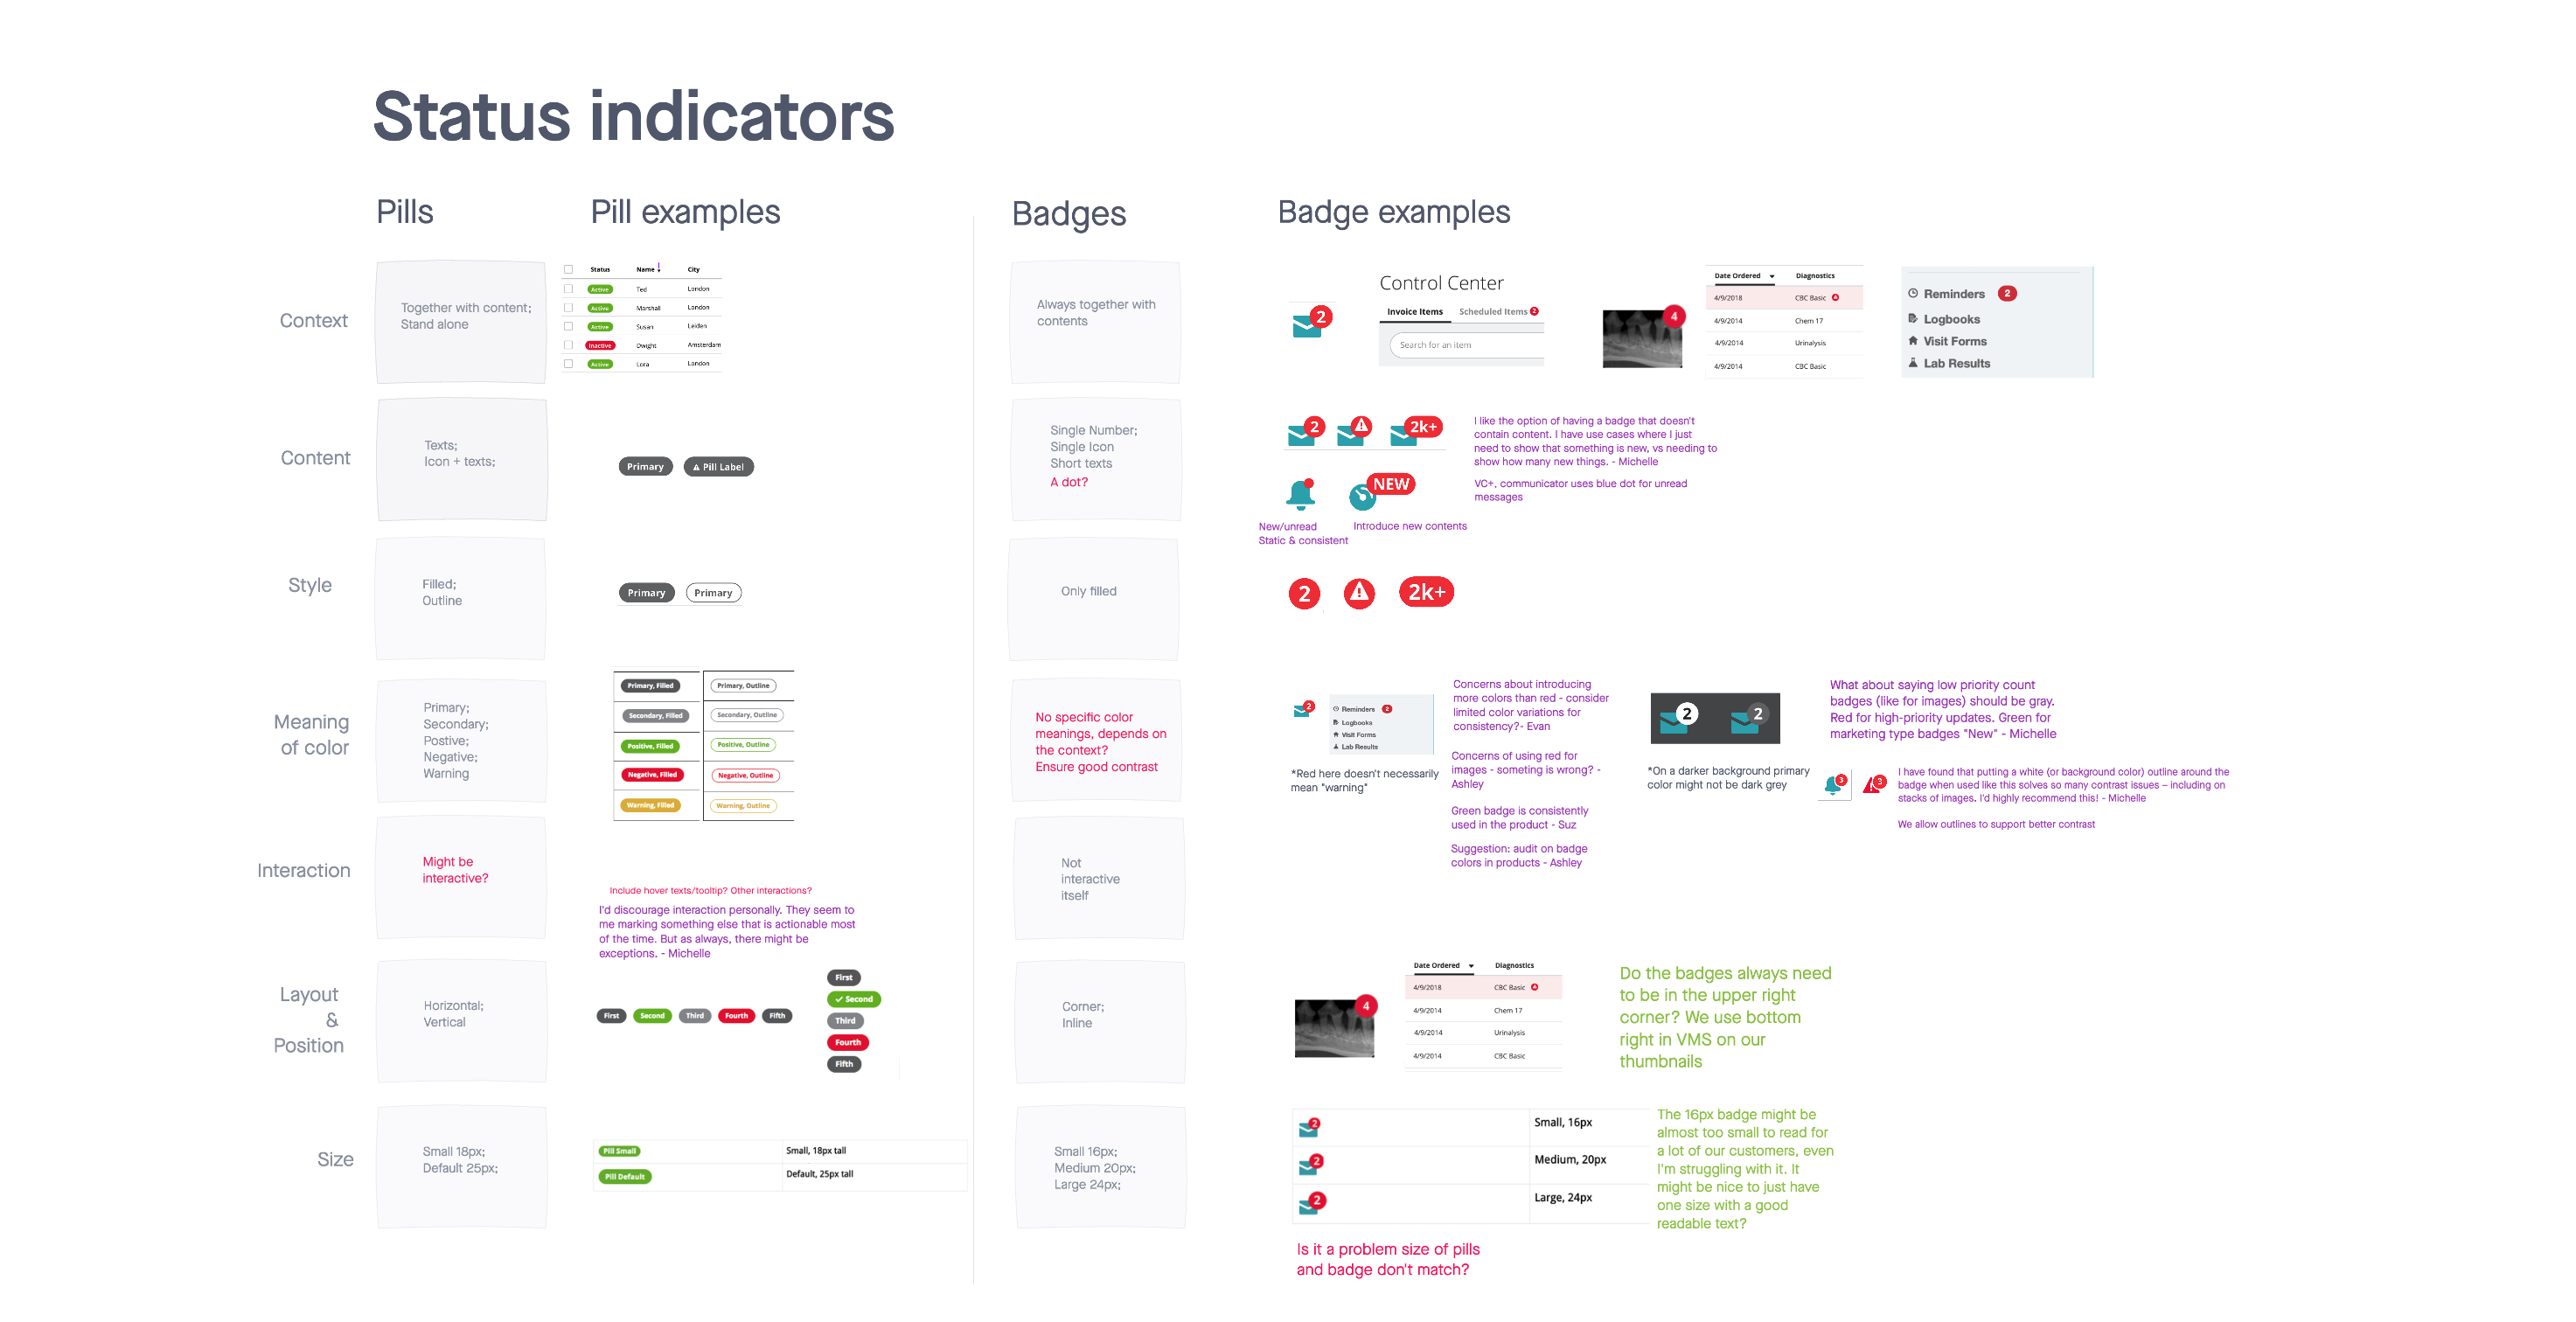 Status indicators
Pills
Pill examples
Badges
Badge examples
Context
Together with content;
Stand alone
Status Name City
Active Ted London
Active Marshall London
Active Susan Leiden
Inactive Dwight Amsterdam
Active Lora London
Always together with
contents
2
Control Center
Invoice Items Scheduled Items 2
Search for an item
4
Date Ordered Diagnostics
4/9/2018 CBC Basic
4/9/2014 Chem 17
4/9/2014 Urinalysis
4/9/2014 CBC Basic
Reminders 2
Logbooks
Visit Forms
Lab Results
Content
Texts;
Icon + texts;
Primary Pill Label
Single Number;
Single Icon
Short texts
A dot?
2 2k+
NEW
New/unread
Static & consistent
Introduce new contents
I like the option of having a badge that doesn't
contain content. I have use cases where I just
need to show that something is new, vs needing to
show how many new things. - Michelle
VC+, communicator uses blue dot for unread
messages
Style
Filled;
Outline
Primary Primary
Only filled
2 2k+
Meaning
of color
Primary;
Secondary;
Postive;
Negative;
Warning
Primary, Filled Primary, Outline
Secondary, Filled Secondary, Outline
Positive, Filled Positive, Outline
Negative, Filled Negative, Outline
Warning, Filled Warning, Outline
No specific color
meanings, depends on
the context?
Ensure good contrast
2
Reminders 2
Logbooks
Visit Forms
Lab Results
*Red here doesn't necessarily
mean "warning"
Concerns about introducing
more colors than red - consider
limited color variations for
consistency?- Evan
Concerns of using red for
images - someting is wrong? -
Ashley
Green badge is consistently
used in the product - Suz
Suggestion: audit on badge
colors in products - Ashley
2 2
*On a darker background primary
color might not be dark grey
What about saying low priority count
badges (like for images) should be gray.
Red for high-priority updates. Green for
marketing type badges "New" - Michelle
3 3
I have found that putting a white (or background color) outline around the
badge when used like this solves so many contrast issues – including on
stacks of images. I'd highly recommend this! - Michelle
We allow outlines to support better contrast
Interaction
Might be
interactive?
Include hover texts/tooltip? Other interactions?
I'd discourage interaction personally. They seem to
me marking something else that is actionable most
of the time. But as always, there might be
exceptions. - Michelle
Not
interactive
itself
Layout
&
Position
Horizontal;
Vertical
First Second Third Fourth Fifth
First
Second
Third
Fourth
Fifth
Corner;
Inline
4
Date Ordered Diagnostics
4/9/2018 CBC Basic
4/9/2014 Chem 17
4/9/2014 Urinalysis
4/9/2014 CBC Basic
Do the badges always need
to be in the upper right
corner? We use bottom
right in VMS on our
thumbnails
Size
Small 18px;
Default 25px;
Pill Small Small, 18px tall
Pill Default Default, 25px tall
Small 16px;
Medium 20px;
Large 24px;
2 Small, 16px
2 Medium, 20px
2 Large, 24px
The 16px badge might be
almost too small to read for
a lot of our customers, even
I'm struggling with it. It
might be nice to just have
one size with a good
readable text?
Is it a problem size of pills
and badge don't match?